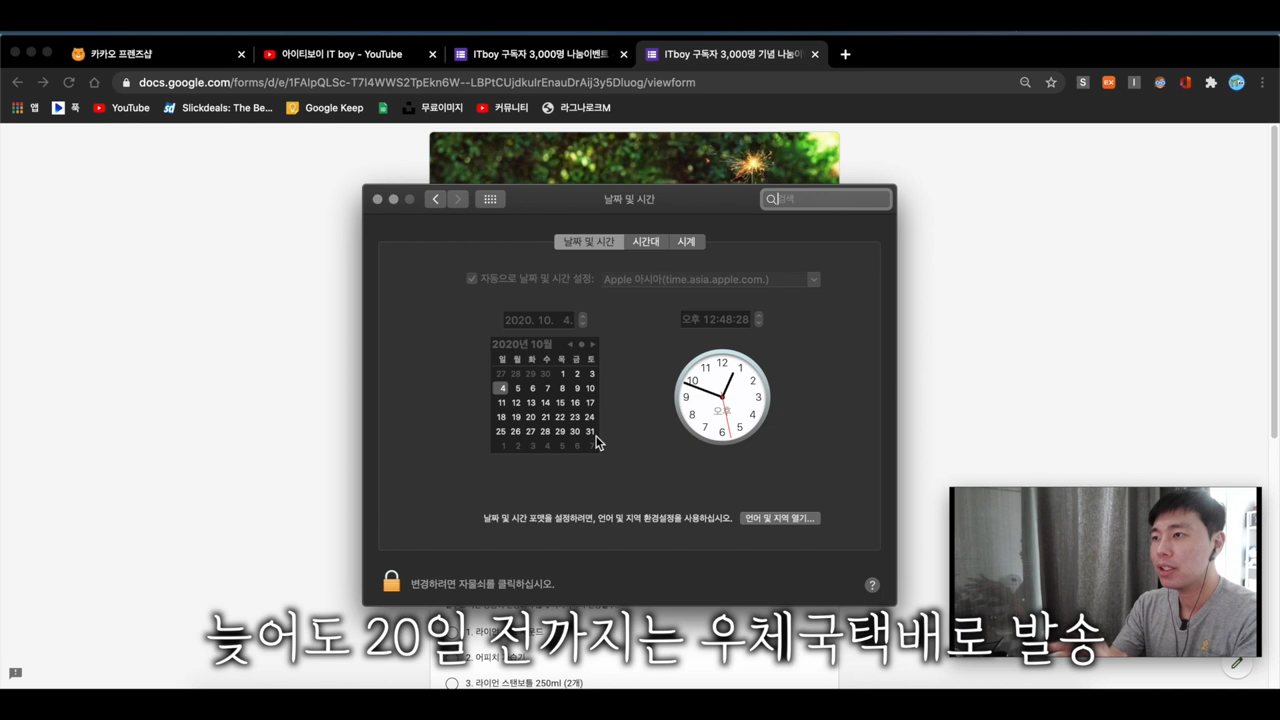 카카오 프렌즈샵
아이티보이 IT boy - YouTube
ITboy 구독자 3,000명 나눔이벤트
ITboy 구독자 3,000명 기념 나눔이
docs.google.com/forms/d/e/1FAIpQLSc-T7I4WWS2TpEkn6W--LBPtCUjdkuIrEnauDrAij3y5Dluog/viewform
앱
푹
YouTube
Slickdeals: The Be...
Google Keep
무료이미지
커뮤니티
라그나로크M
날짜 및 시간
검색
날짜 및 시간 시간대 시계
자동으로 날짜 및 시간 설정: Apple 아시아(time.asia.apple.com.)
2020. 10. 4.
오후 12:48:28
2020년 10월
일 월 화 수 목 금 토
27 28 29 30 1 2 3
4 5 6 7 8 9 10
11 12 13 14 15 16 17
18 19 20 21 22 23 24
25 26 27 28 29 30 31
1 2 3 4 5 6 7
12 1 2 3 4 5 6 7 8 9 10 11
오후
날짜 및 시간 포맷을 설정하려면, 언어 및 지역 환경설정을 사용하십시오.
언어 및 지역 열기...
변경하려면 자물쇠를 클릭하십시오.
?
늦어도 20일 전까지는 우체국택배로 발송
1. 라이언
2. 어피치
3. 라이언 스탠보틀 250ml (2개)